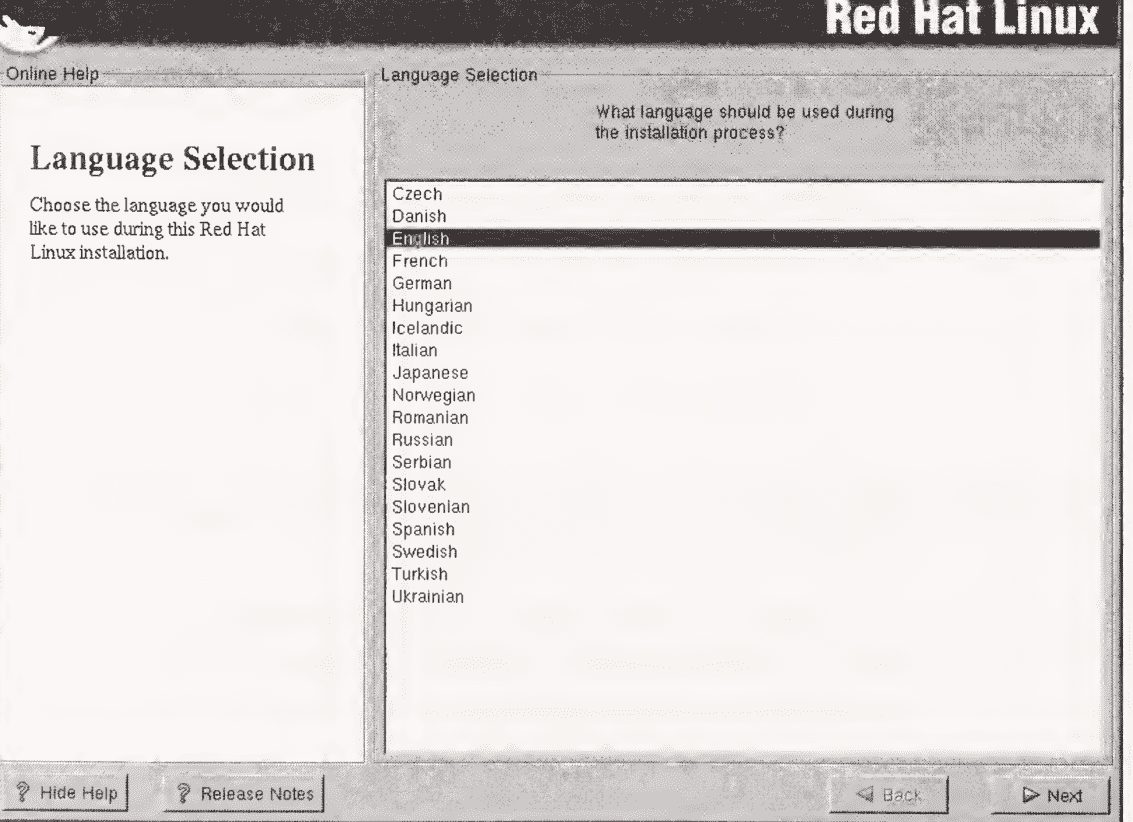 Red Hat Linux
Online Help
Language Selection
Choose the language you would
like to use during this Red Hat
Linux installation.
Language Selection
What language should be used during
the installation process?
Czech
Danish
English
French
German
Hungarian
Icelandic
Italian
Japanese
Norwegian
Romanian
Russian
Serbian
Slovak
Slovenian
Spanish
Swedish
Turkish
Ukrainian
? Hide Help
? Release Notes
Back
Next